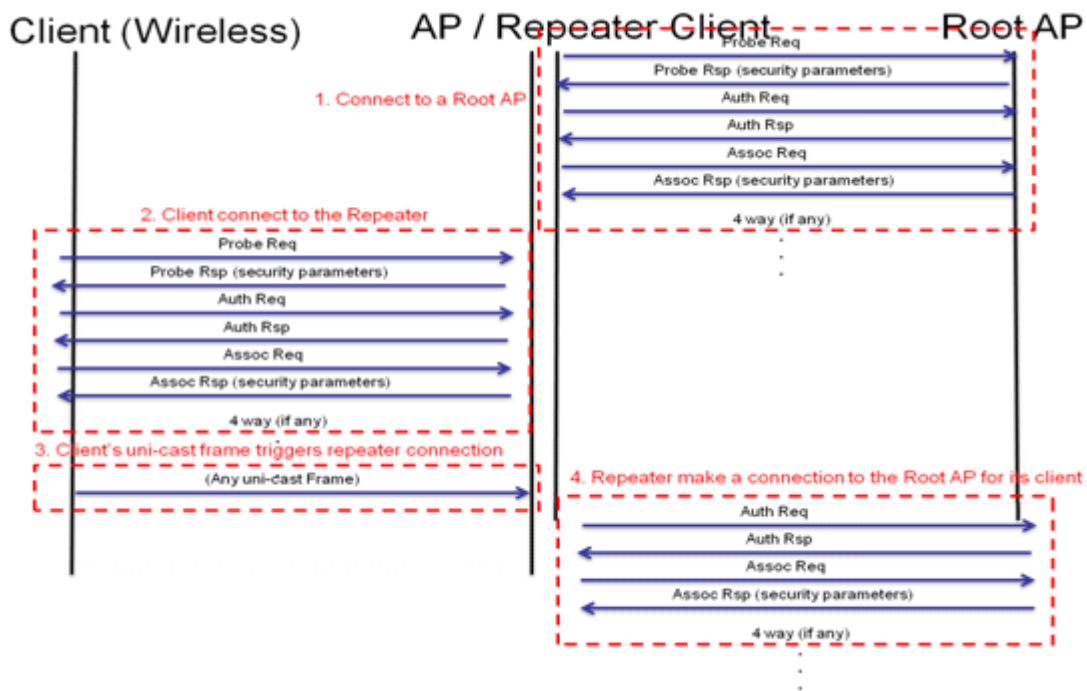 Client (Wireless) AP / Repeater Client Root AP
Probe Req
Probe Rsp (security parameters)
1. Connect to a Root AP
Auth Req
Auth Rsp
Assoc Req
Assoc Rsp (security parameters)
4 way (if any)
2. Client connect to the Repeater
Probe Req
Probe Rsp (security parameters)
Auth Req
Auth Rsp
Assoc Req
Assoc Rsp (security parameters)
4 way (if any)
3. Client's uni-cast frame triggers repeater connection
(Any uni-cast Frame)
4. Repeater make a connection to the Root AP for its client
Auth Req
Auth Rsp
Assoc Req
Assoc Rsp (security parameters)
4 way (if any)